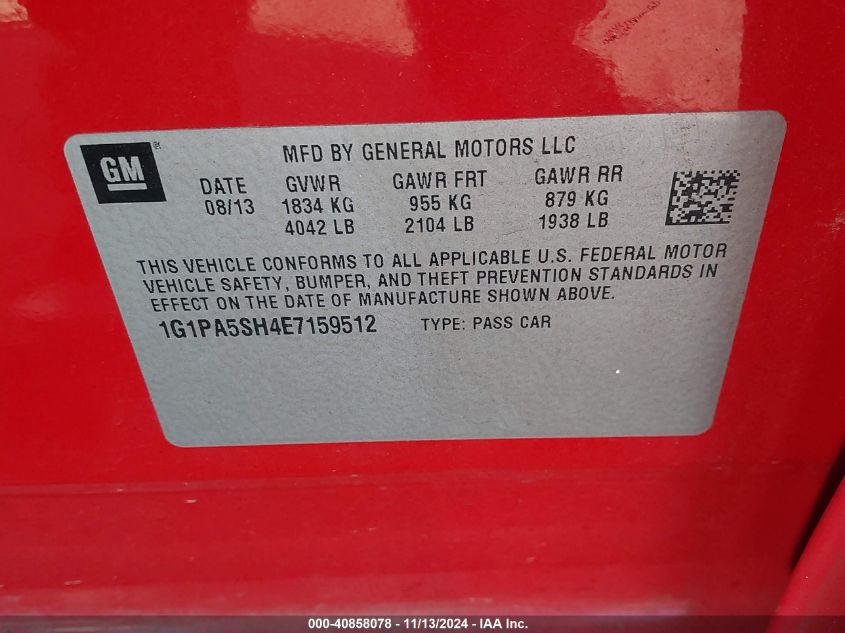 GM
MFD BY GENERAL MOTORS LLC
DATE GVWR GAWR FRT GAWR RR
08/13 1834 KG 955 KG 879 KG
4042 LB 2104 LB 1938 LB
THIS VEHICLE CONFORMS TO ALL APPLICABLE U.S. FEDERAL MOTOR
VEHICLE SAFETY, BUMPER, AND THEFT PREVENTION STANDARDS IN
EFFECT ON THE DATE OF MANUFACTURE SHOWN ABOVE.
1G1PA5SH4E7159512 TYPE: PASS CAR
000-40858078 - 11/13/2024 - IAA Inc.